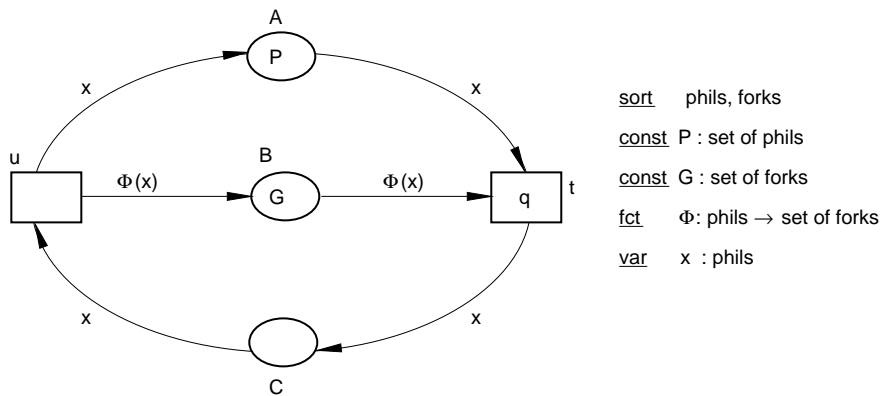 A
P
x
x
u
B
Φ(x)
G
Φ(x)
q
t
x
x
C
sort phils, forks
const P : set of phils
const G : set of forks
fct Φ: phils → set of forks
var x : phils